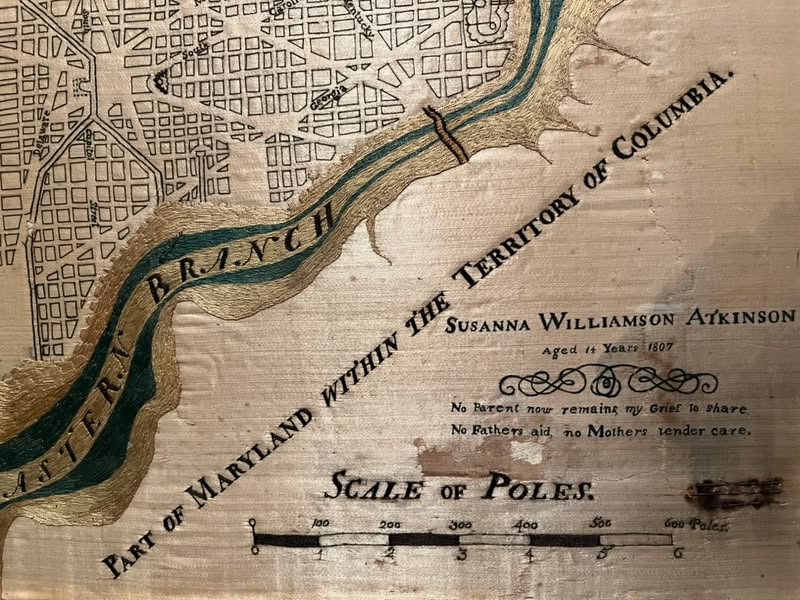 Kentucky
South
Georgia
Delaware
Street
EASTERN BRANCH
PART OF MARYLAND WITHIN THE TERRITORY OF COLUMBIA.
SUSANNA WILLIAMSON ATKINSON
Aged 14 Years 1807
No Parent now remains my Grief to share
No Fathers aid, no Mothers tender care.
SCALE OF POLES.
100 200 300 400 500 600 Poles
0 1 2 3 4 5 6